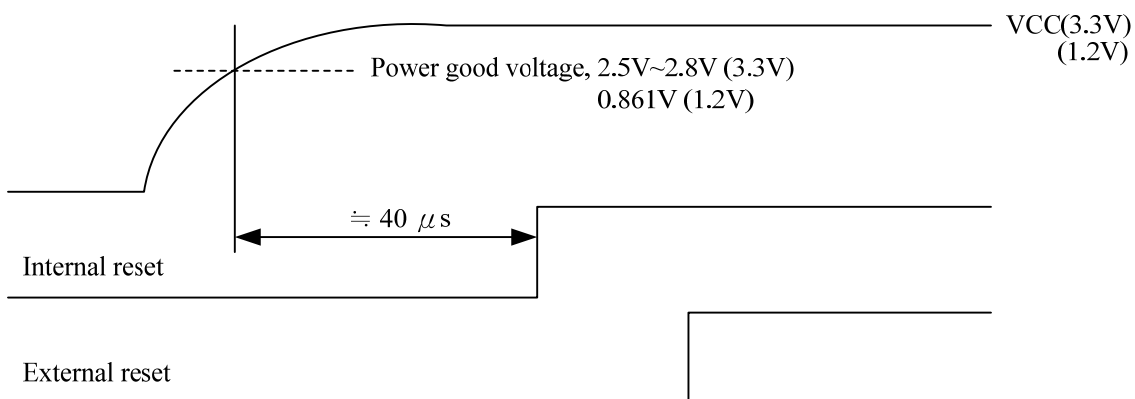 VCC(3.3V)
(1.2V)
Power good voltage, 2.5V~2.8V (3.3V)
0.861V (1.2V)
≒ 40 μs
Internal reset
External reset